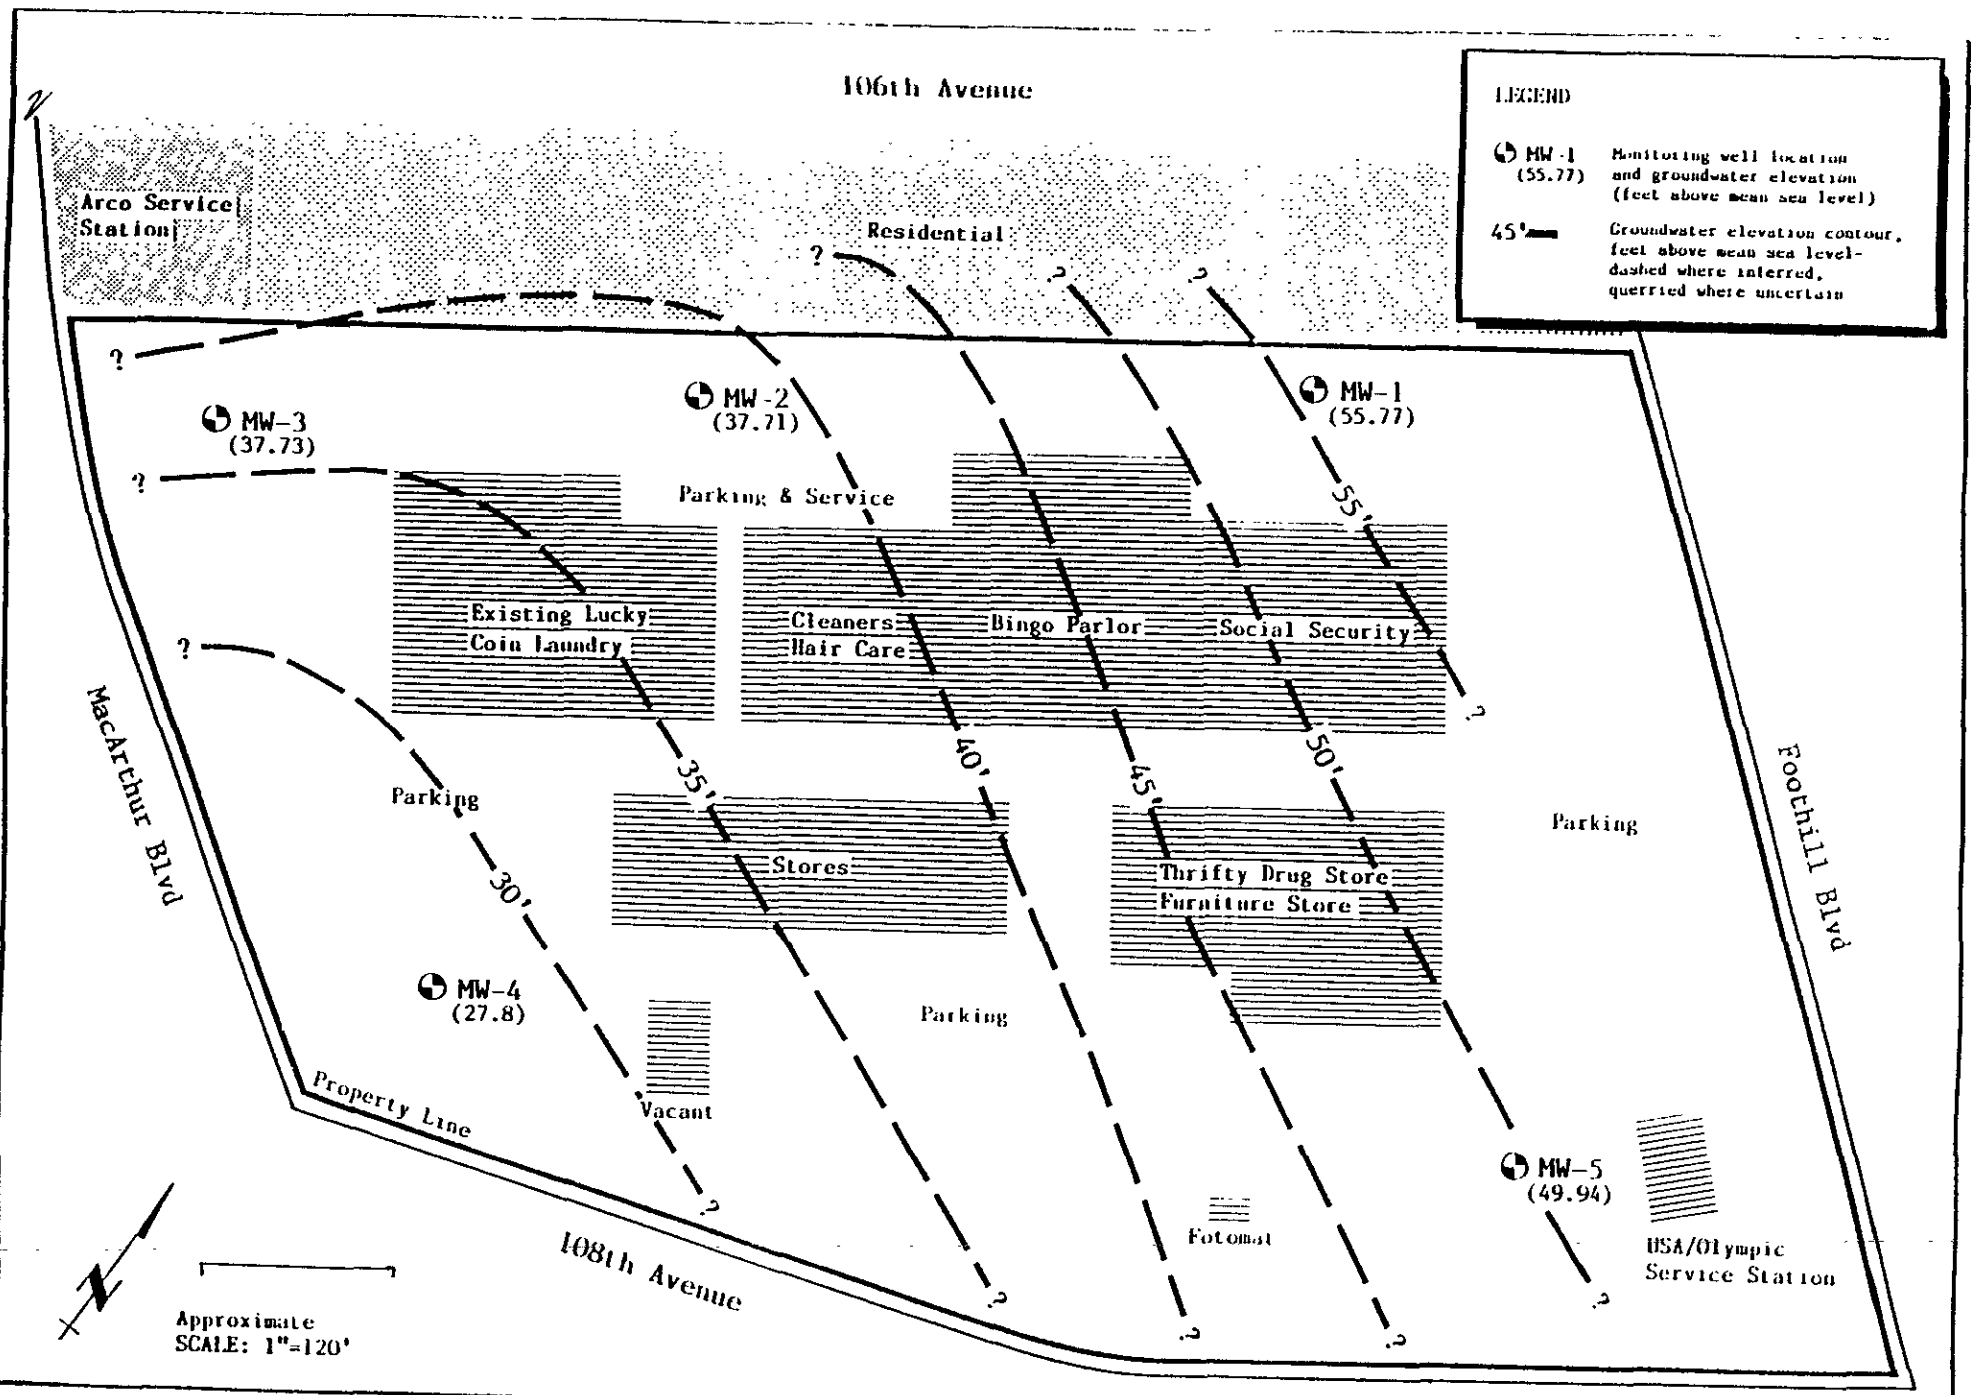 106th Avenue
LEGEND
MW-1
(55.77)
Monitoring well location
and groundwater elevation
(feet above mean sea level)
45'
Groundwater elevation contour,
feet above mean sea level-
dashed where inferred,
querried where uncertain
Arco Service
Station
Residential
?
?
?
?
MW-3
(37.73)
MW-2
(37.71)
MW-1
(55.77)
?
Parking & Service
55'
Existing Lucky
Coin Laundry
Cleaners
Hair Care
Bingo Parlor
Social Security
?
?
MacArthur Blvd
35'
40'
45'
50'
Foothill Blvd
Parking
Parking
30'
Stores
Thrifty Drug Store
Furniture Store
MW-4
(27.8)
Parking
Property Line
Vacant
?
MW-5
(49.94)
Fotomat
USA/Olympic
Service Station
108th Avenue
?
?
?
?
N
Approximate
SCALE: 1"=120'